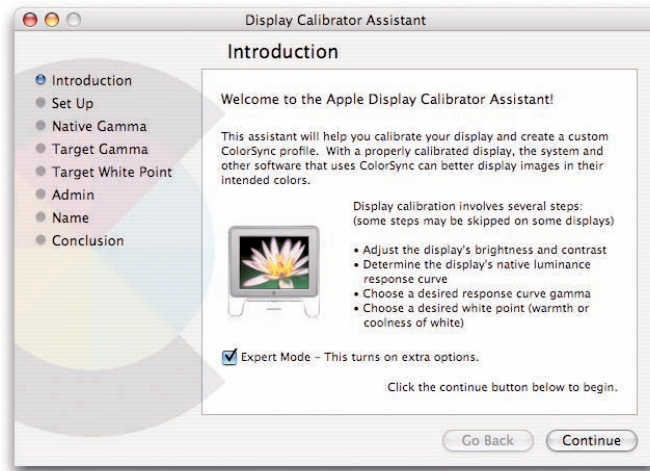 Display Calibrator Assistant
Introduction
Introduction
Set Up
Native Gamma
Target Gamma
Target White Point
Admin
Name
Conclusion
Welcome to the Apple Display Calibrator Assistant!
This assistant will help you calibrate your display and create a custom
ColorSync profile. With a properly calibrated display, the system and
other software that uses ColorSync can better display images in their
intended colors.
Display calibration involves several steps:
(some steps may be skipped on some displays)
• Adjust the display's brightness and contrast
• Determine the display's native luminance
response curve
• Choose a desired response curve gamma
• Choose a desired white point (warmth or
coolness of white)
Expert Mode – This turns on extra options.
Click the continue button below to begin.
Go Back
Continue